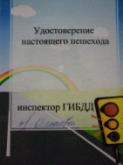 Удостоверение
настоящего пешехода
инспектор ГИБДД